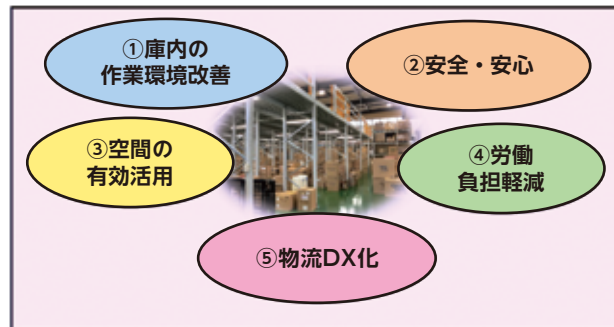 ①庫内の
作業環境改善
②安全・安心
③空間の
有効活用
④労働
負担軽減
⑤物流DX化